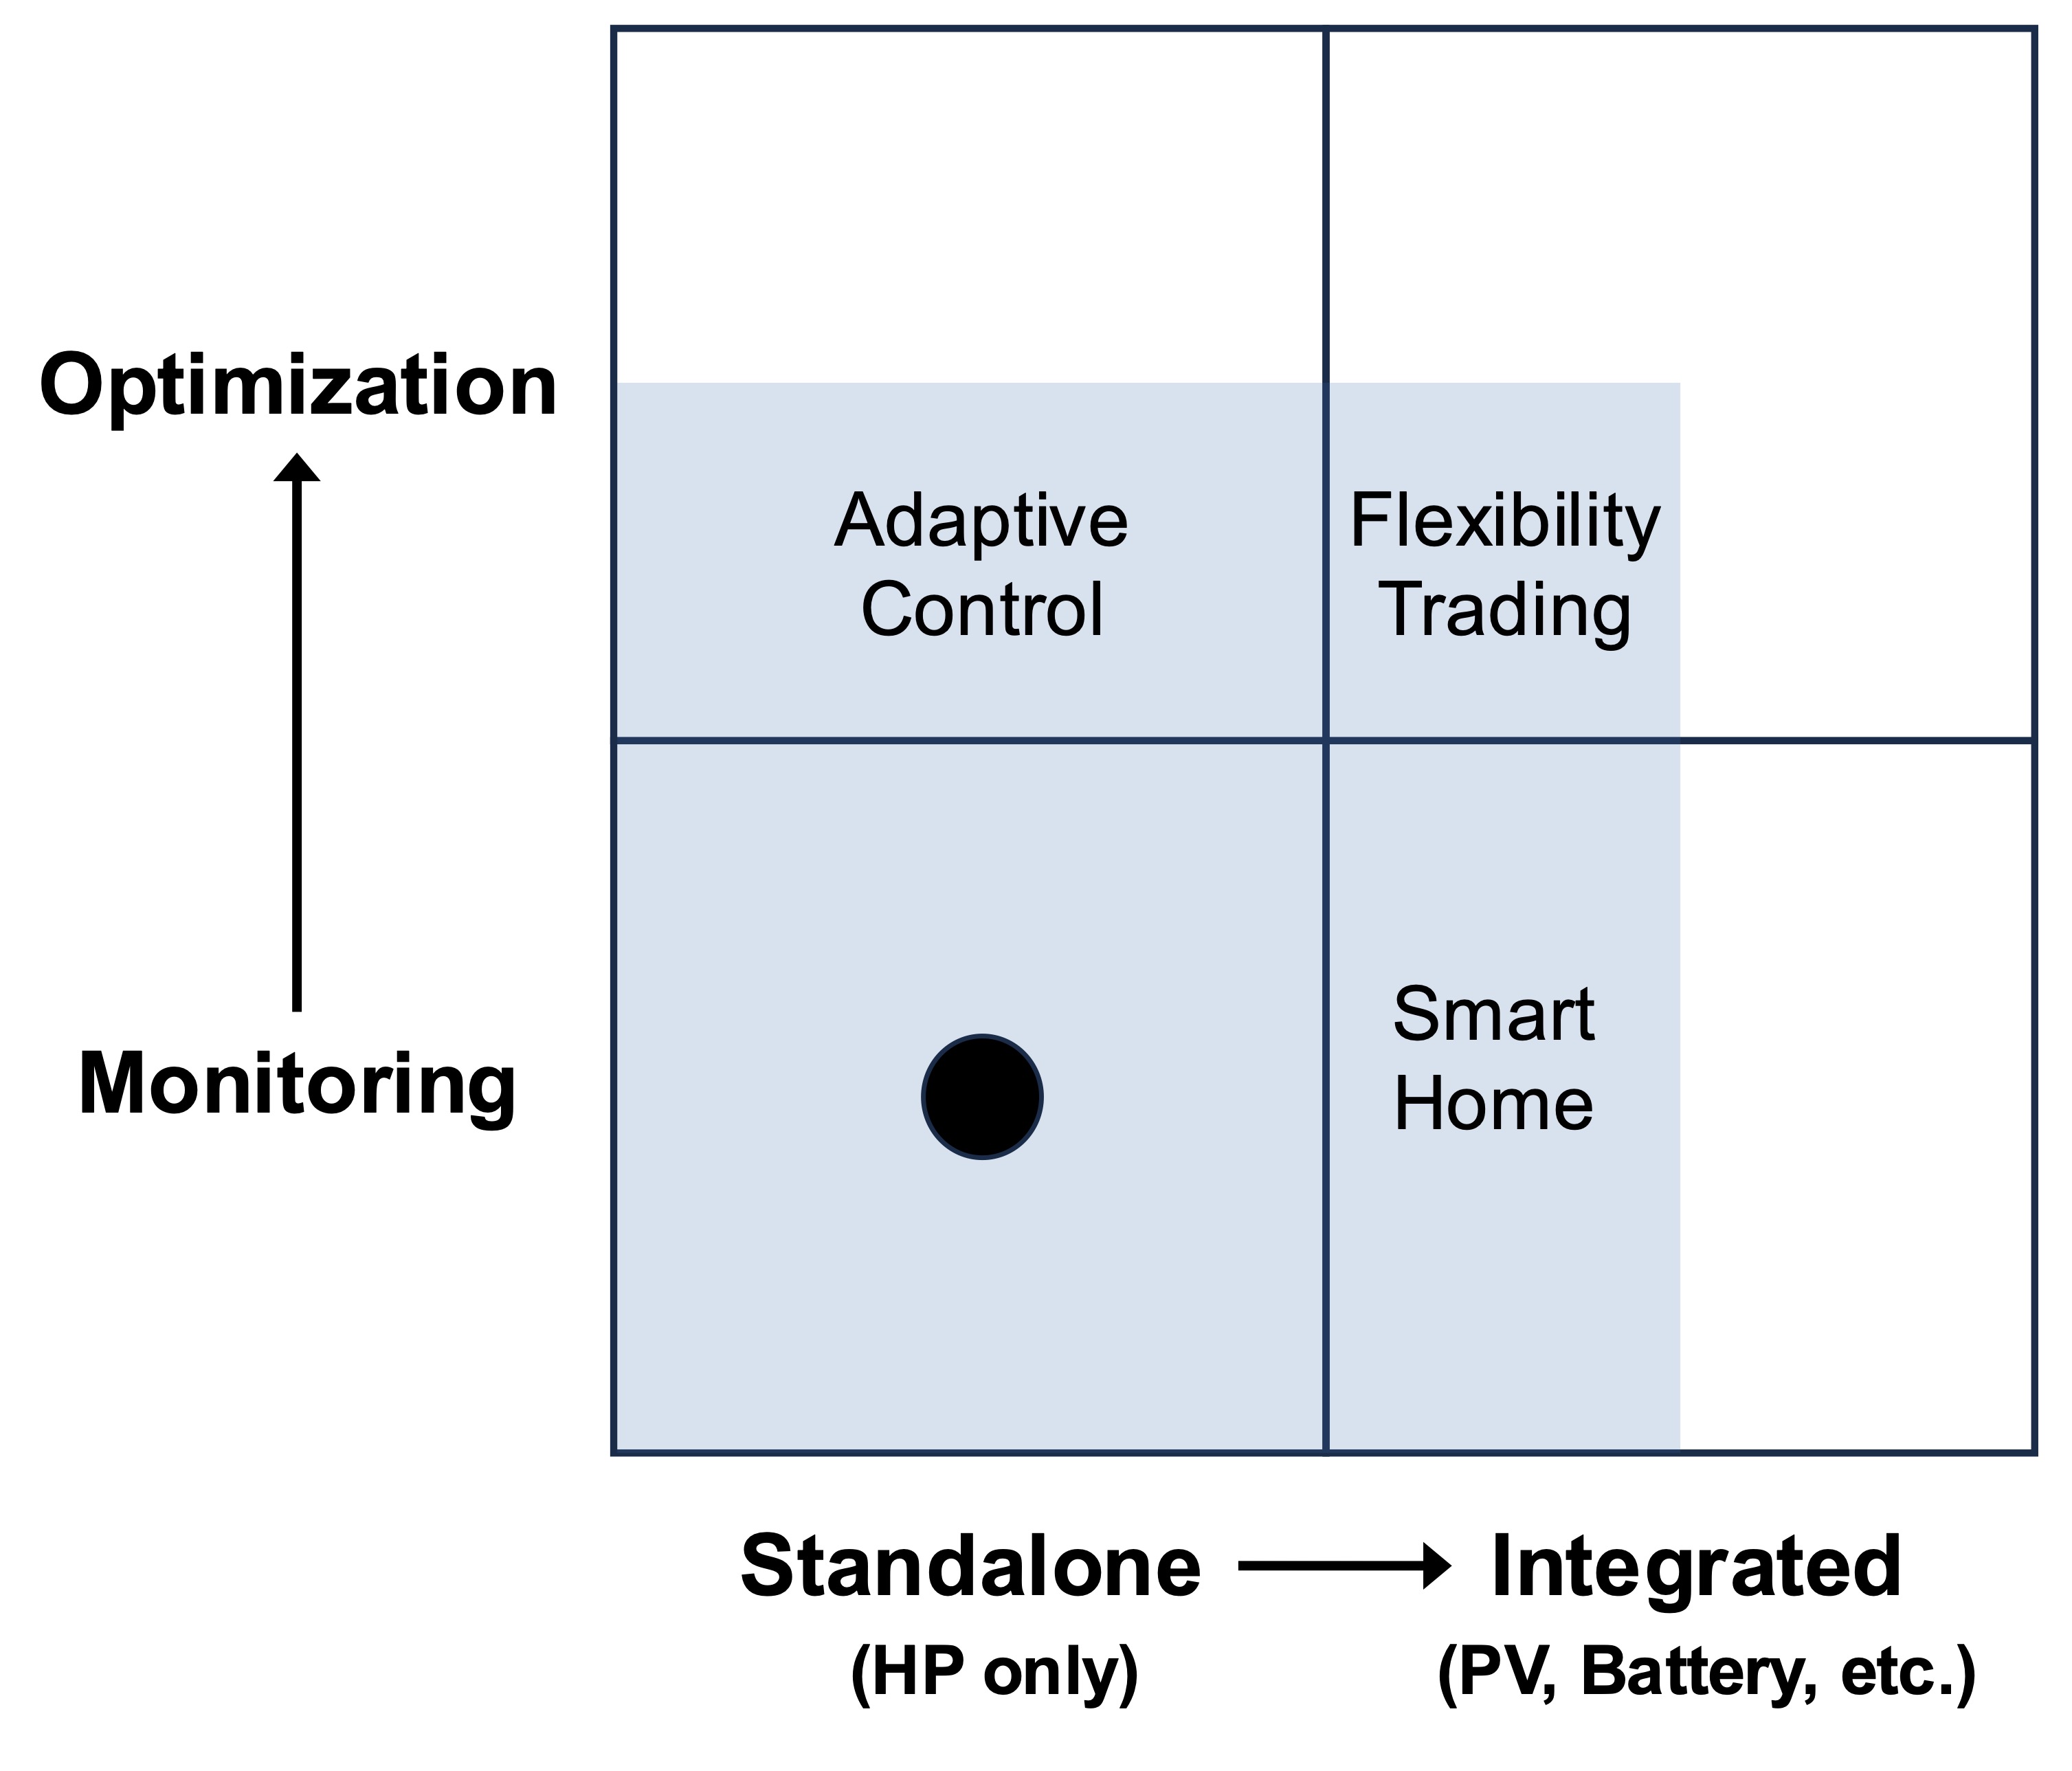 Optimization
Adaptive
Control
Flexibility
Trading
Monitoring
Smart
Home
Standalone
(HP only)
Integrated
(PV, Battery, etc.)